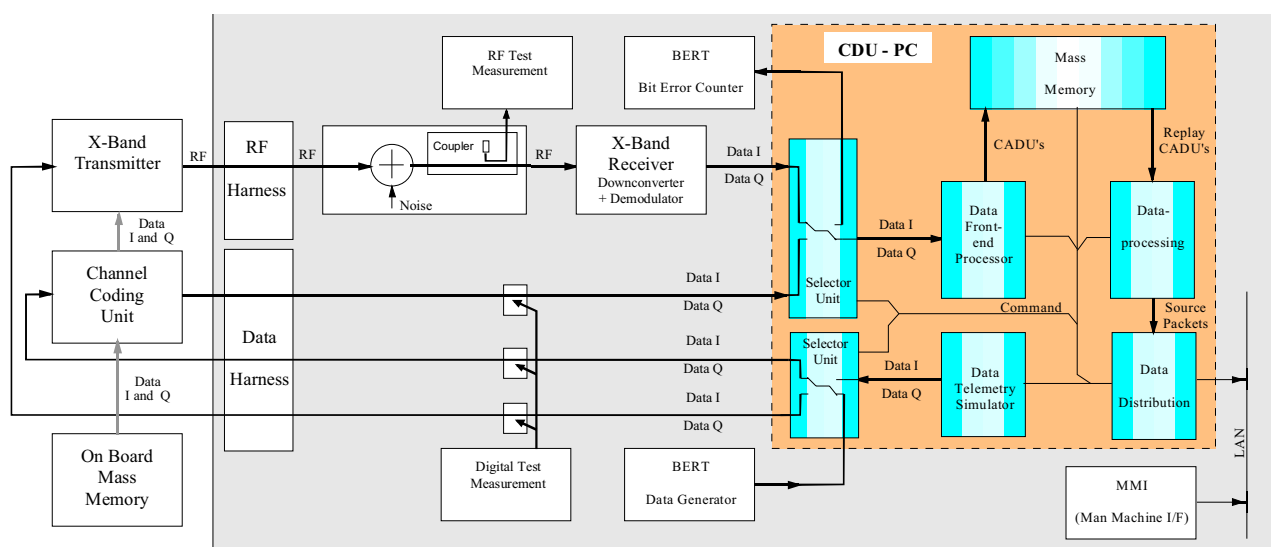 CDU - PC
RF Test
Measurement
BERT
Bit Error Counter
Mass
Memory
X-Band
Transmitter
RF
RF
Harness
RF
Coupler
RF
Noise
X-Band
Receiver
Downconverter
+ Demodulator
Data I
Data Q
CADU's
Replay
CADU's
Data
I and Q
Data I
Data Q
Data
Front-
end
Processor
Data-
processing
Channel
Coding
Unit
Data
Harness
Data I
Data Q
Selector
Unit
Command
Source
Packets
Data I
Data Q
Selector
Unit
Data I
Data Q
Data
Telemetry
Simulator
Data
Distribution
Data
I and Q
Data I
Data Q
LAN
On Board
Mass
Memory
Digital Test
Measurement
BERT
Data Generator
MMI
(Man Machine I/F)